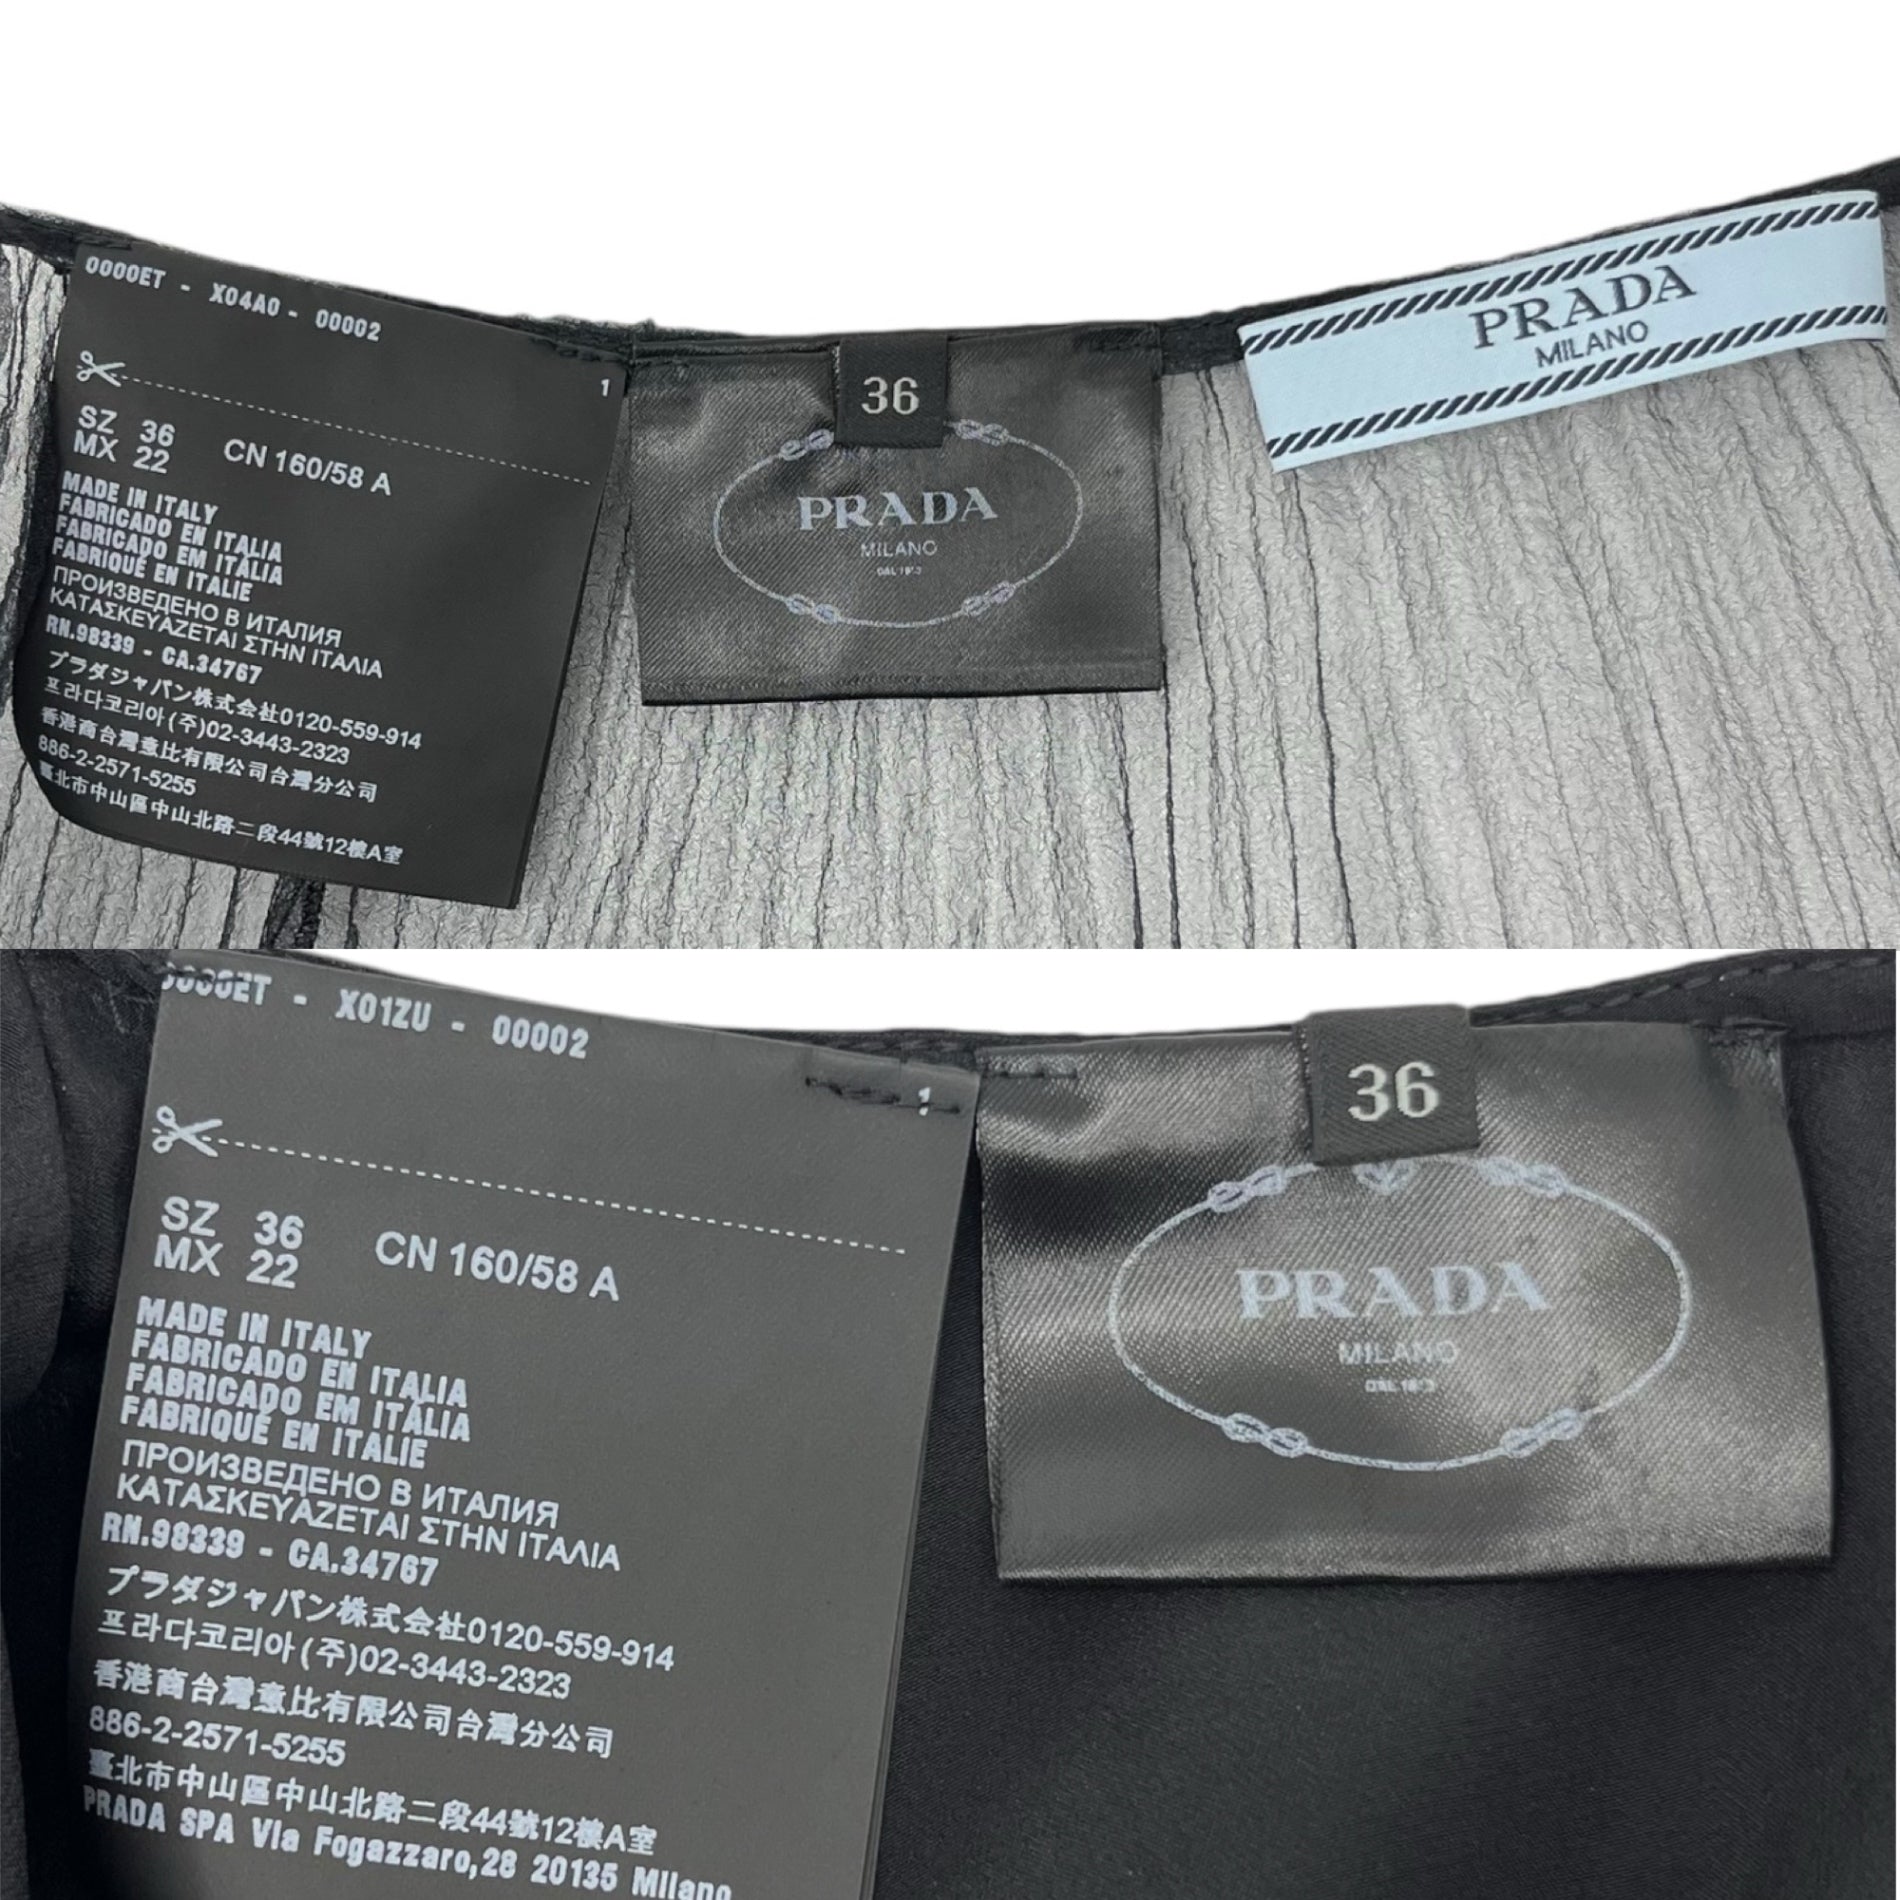 0000ET - X04A0 - 00002
1
SZ 36
MX 22
CN 160/58 A
MADE IN ITALY
FABRICADO EN ITALIA
FABRICADO EM ITÁLIA
FABRIQUÉ EN ITALIE
ПРОИЗВЕДЕНО В ИТАЛИЯ
ΚΑΤΑΣΚΕΥΑΖΕΤΑΙ ΣΤΗΝ ΙΤΑΛΙΑ
RN.98339 - CA.34767
プラダジャパン株式会社0120-559-914
프라다코리아(주)02-3443-2323
香港商台灣意比有限公司台灣分公司
886-2-2571-5255
臺北市中山區中山北路二段44號12樓A室
36
PRADA
MILANO
DAL 1913
PRADA
MILANO
0000ET - X01ZU - 00002
1
SZ 36
MX 22
CN 160/58 A
MADE IN ITALY
FABRICADO EN ITALIA
FABRICADO EM ITÁLIA
FABRIQUÉ EN ITALIE
ПРОИЗВЕДЕНО В ИТАЛИЯ
ΚΑΤΑΣΚΕΥΑΖΕΤΑΙ ΣΤΗΝ ΙΤΑΛΙΑ
RN.98339 - CA.34767
プラダジャパン株式会社0120-559-914
프라다코리아(주)02-3443-2323
香港商台灣意比有限公司台灣分公司
886-2-2571-5255
臺北市中山區中山北路二段44號12樓A室
PRADA SPA Via Fogazzaro,28 20135 Milano
36
PRADA
MILANO
DAL 1913